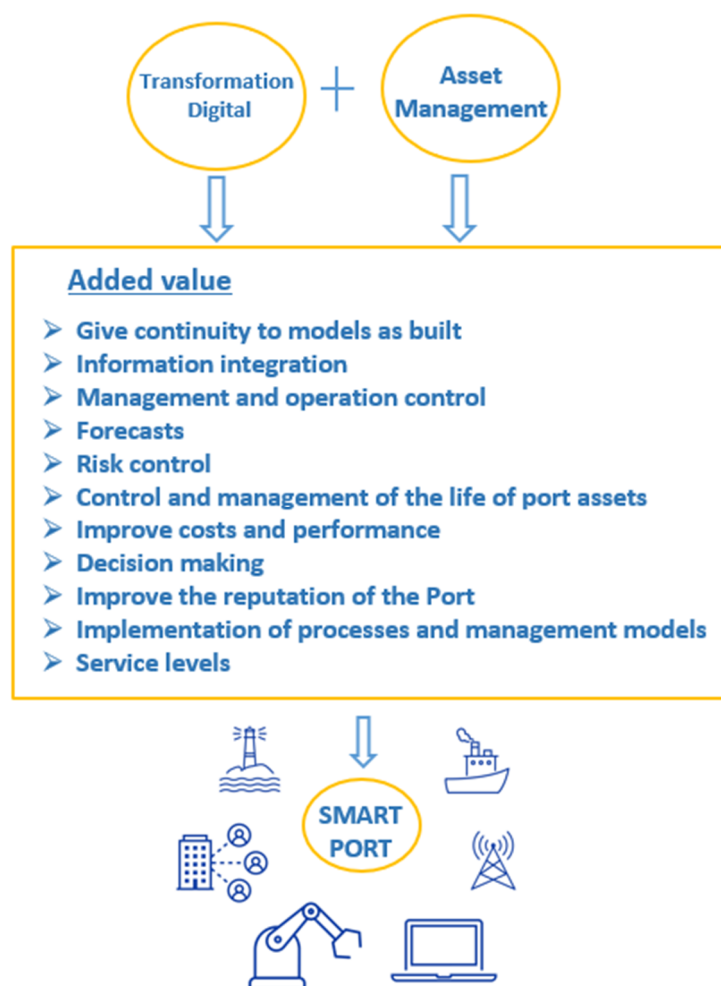 Transformation
Digital
+
Asset
Management
Added value
➢ Give continuity to models as built
➢ Information integration
➢ Management and operation control
➢ Forecasts
➢ Risk control
➢ Control and management of the life of port assets
➢ Improve costs and performance
➢ Decision making
➢ Improve the reputation of the Port
➢ Implementation of processes and management models
➢ Service levels
SMART
PORT